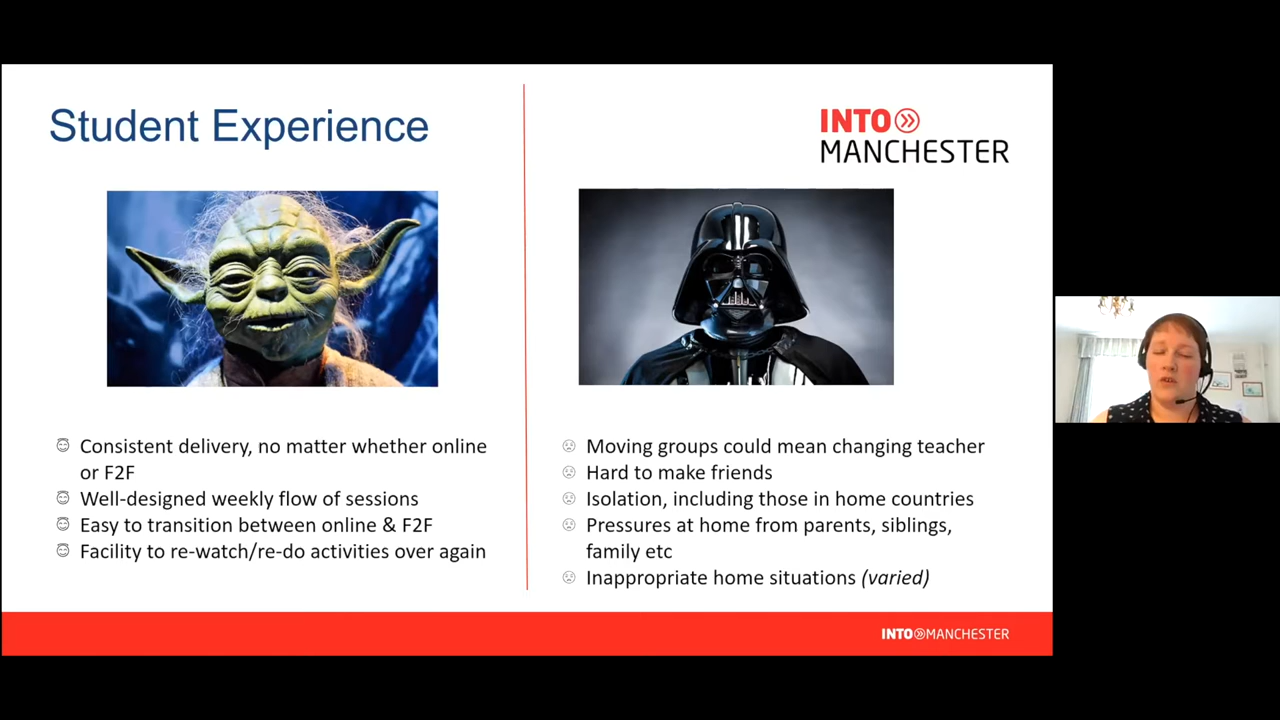 Student Experience
INTO
MANCHESTER
Consistent delivery, no matter whether online
or F2F
Well-designed weekly flow of sessions
Easy to transition between online & F2F
Facility to re-watch/re-do activities over again
Moving groups could mean changing teacher
Hard to make friends
Isolation, including those in home countries
Pressures at home from parents, siblings,
family etc
Inappropriate home situations (varied)
INTO MANCHESTER